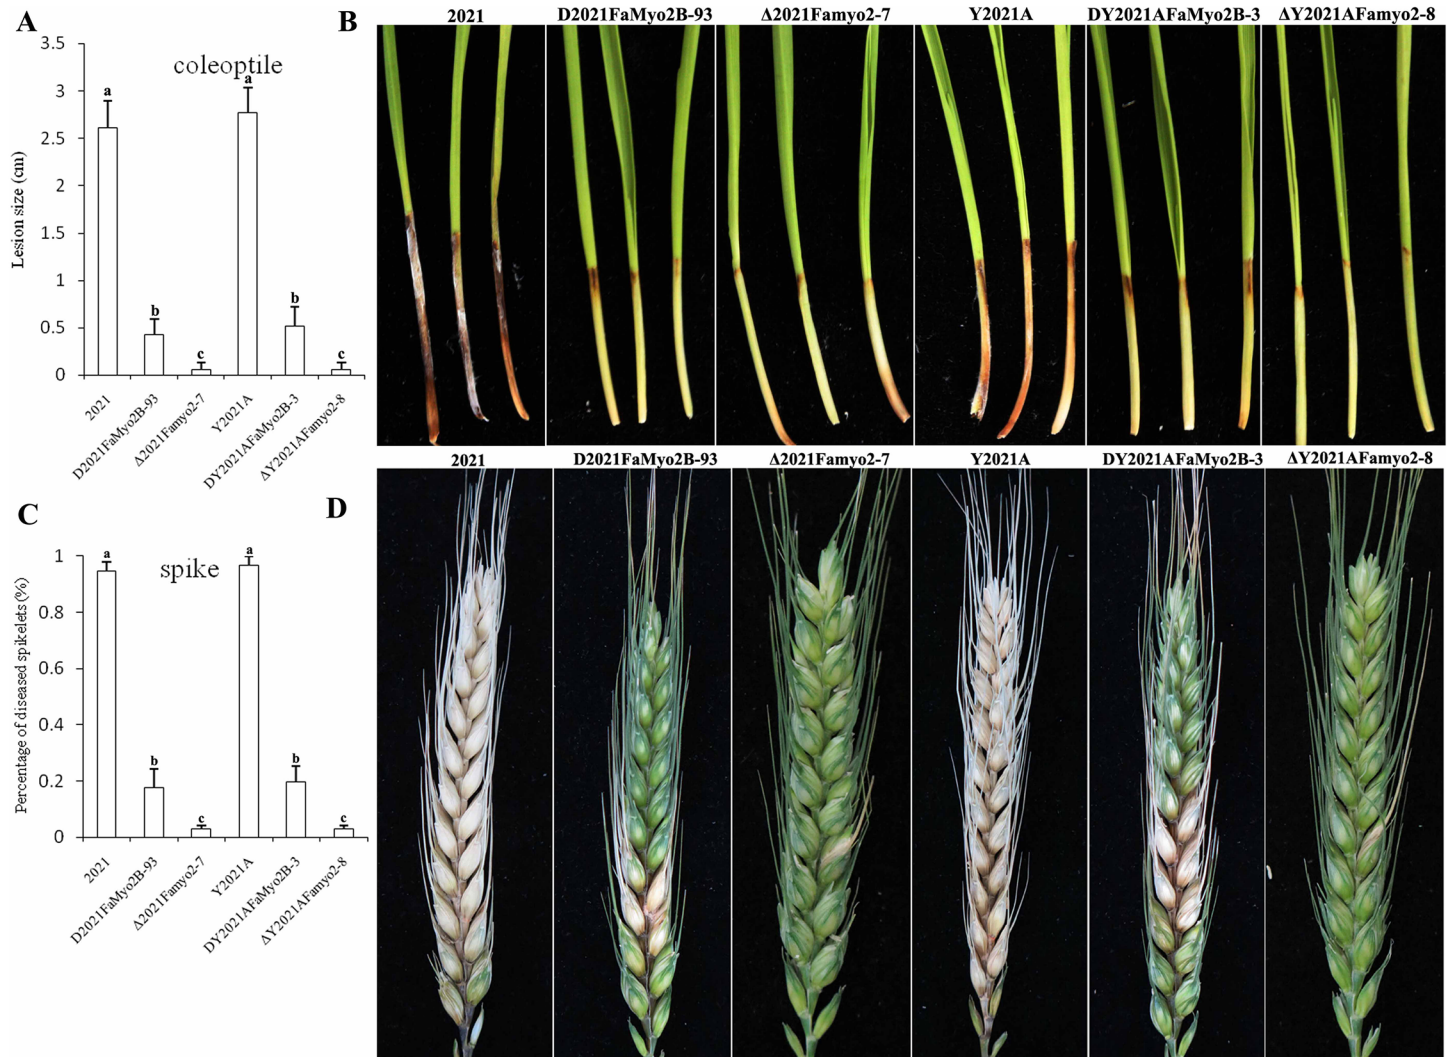 A
3.5
3
2.5
2
1.5
1
0.5
0
Lesion size (cm)
coleoptile
a
b
c
a
b
c
2021
D2021FaMyo2B-93
Δ2021Famyo2-7
Y2021A
DY2021AFaMyo2B-3
ΔY2021AFamyo2-8
B
2021
D2021FaMyo2B-93
Δ2021Famyo2-7
Y2021A
DY2021AFaMyo2B-3
ΔY2021AFamyo2-8
C
1
0.8
0.6
0.4
0.2
0
Percentage of diseased spikelets (%)
spike
a
b
c
a
b
c
2021
D2021FaMyo2B-93
Δ2021Famyo2-7
Y2021A
DY2021AFaMyo2B-3
ΔY2021AFamyo2-8
D
2021
D2021FaMyo2B-93
Δ2021Famyo2-7
Y2021A
DY2021AFaMyo2B-3
ΔY2021AFamyo2-8